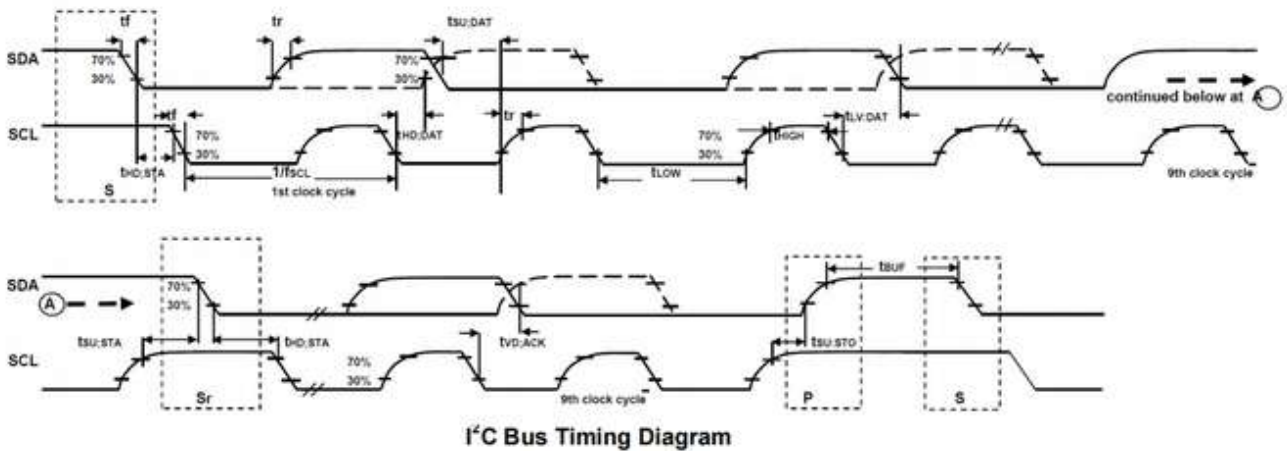 tf tr tSU;DAT
SDA 70% 70%
30% 30%
continued below at A
tf tr tLV:DAT
SCL 70% tHD;DAT 70% tHIGH
30% 30%
tHD;STA 1/fSCL tLOW
S 1st clock cycle 9th clock cycle
tBUF
SDA 70%
A 30%
tSU;STA tHD;STA tVD;ACK tSU:STO
SCL 70%
30%
Sr 9th clock cycle P S
I²C Bus Timing Diagram